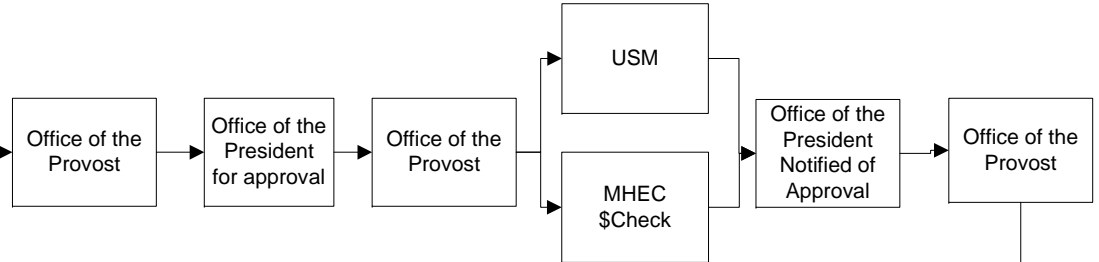 Office of the
Provost
Office of the
President
for approval
Office of the
Provost
USM
MHEC
$Check
Office of the
President
Notified of
Approval
Office of the
Provost